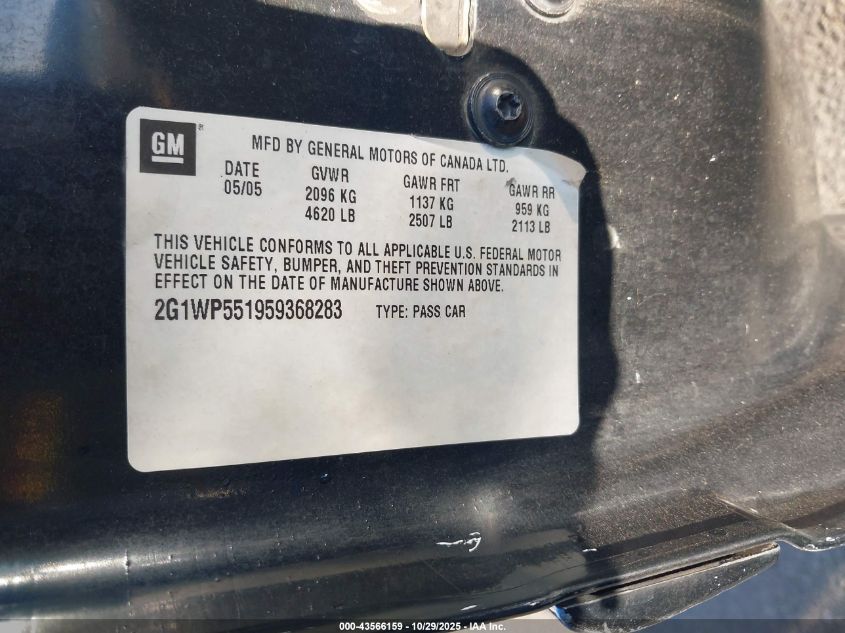 GM ®
MFD BY GENERAL MOTORS OF CANADA LTD.
DATE GVWR GAWR FRT GAWR RR
05/05 2096 KG 1137 KG 959 KG
4620 LB 2507 LB 2113 LB
THIS VEHICLE CONFORMS TO ALL APPLICABLE U.S. FEDERAL MOTOR
VEHICLE SAFETY, BUMPER, AND THEFT PREVENTION STANDARDS IN
EFFECT ON THE DATE OF MANUFACTURE SHOWN ABOVE.
2G1WP551959368283 TYPE: PASS CAR
000-43566159 - 10/29/2025 - IAA Inc.